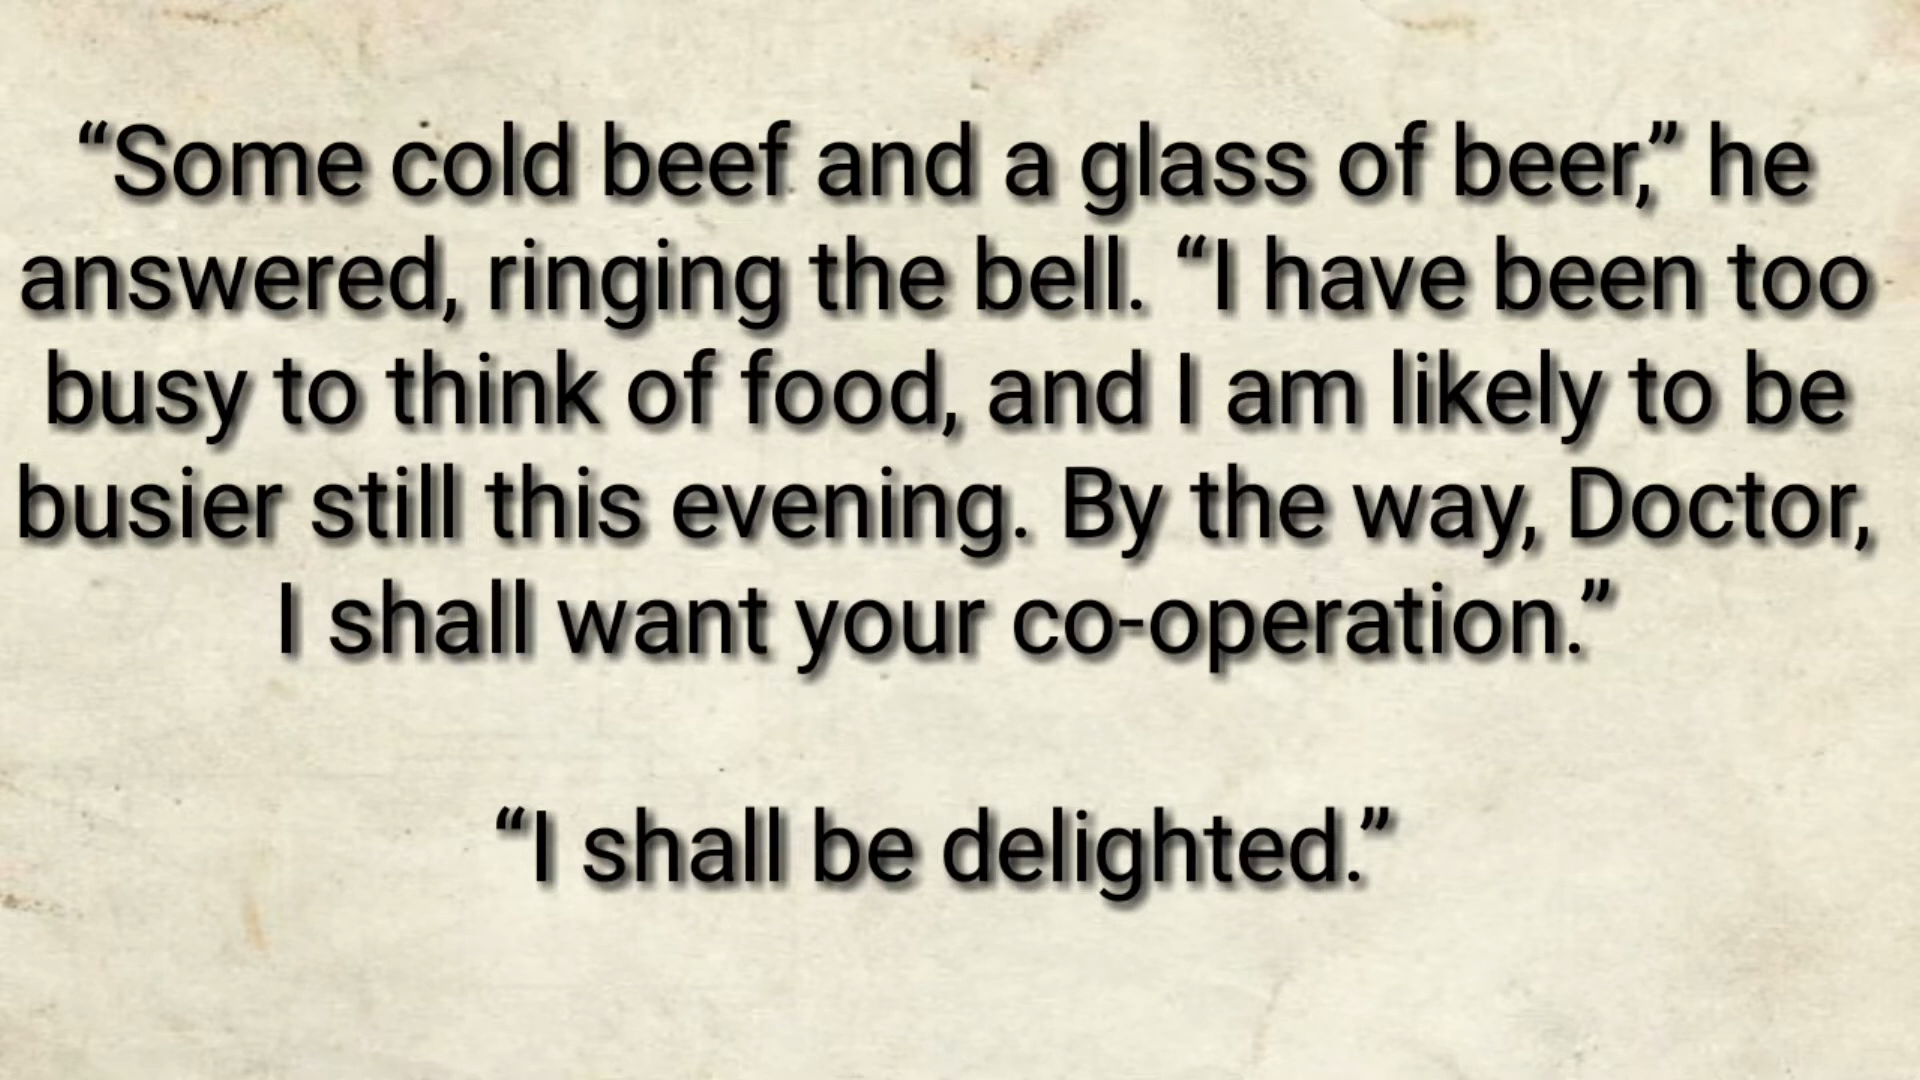 “Some cold beef and a glass of beer,” he
answered, ringing the bell. “I have been too
busy to think of food, and I am likely to be
busier still this evening. By the way, Doctor,
I shall want your co-operation.”
“I shall be delighted.”